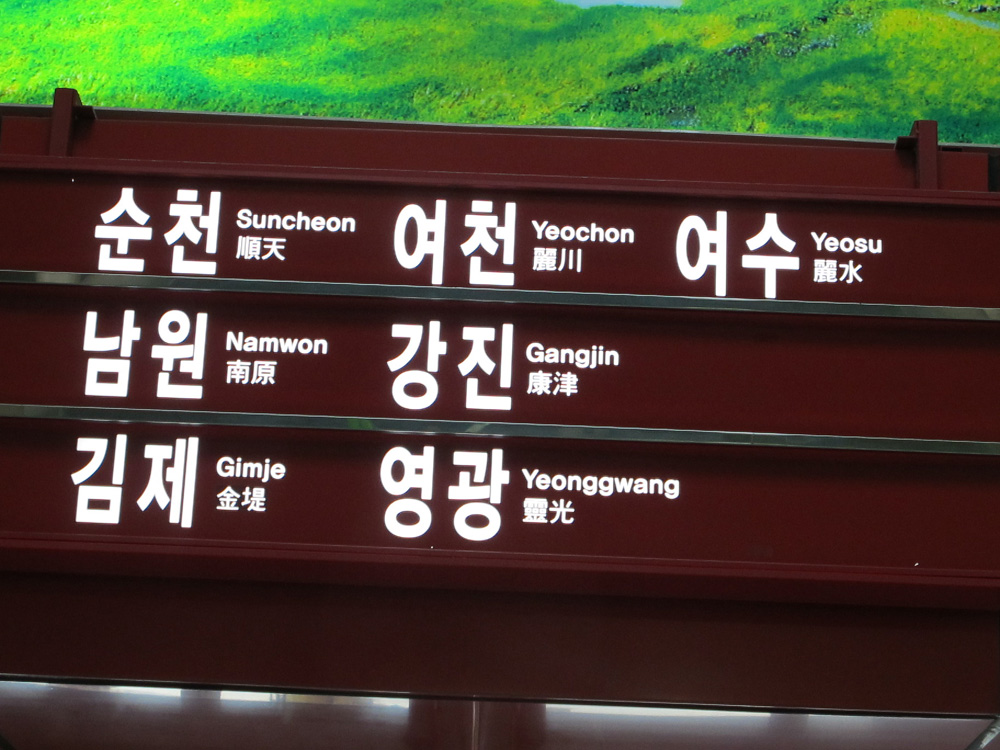 순천 Suncheon 順天 여천 Yeochon 麗川 여수 Yeosu 麗水
남원 Namwon 南原 강진 Gangjin 康津
김제 Gimje 金堤 영광 Yeonggwang 靈光